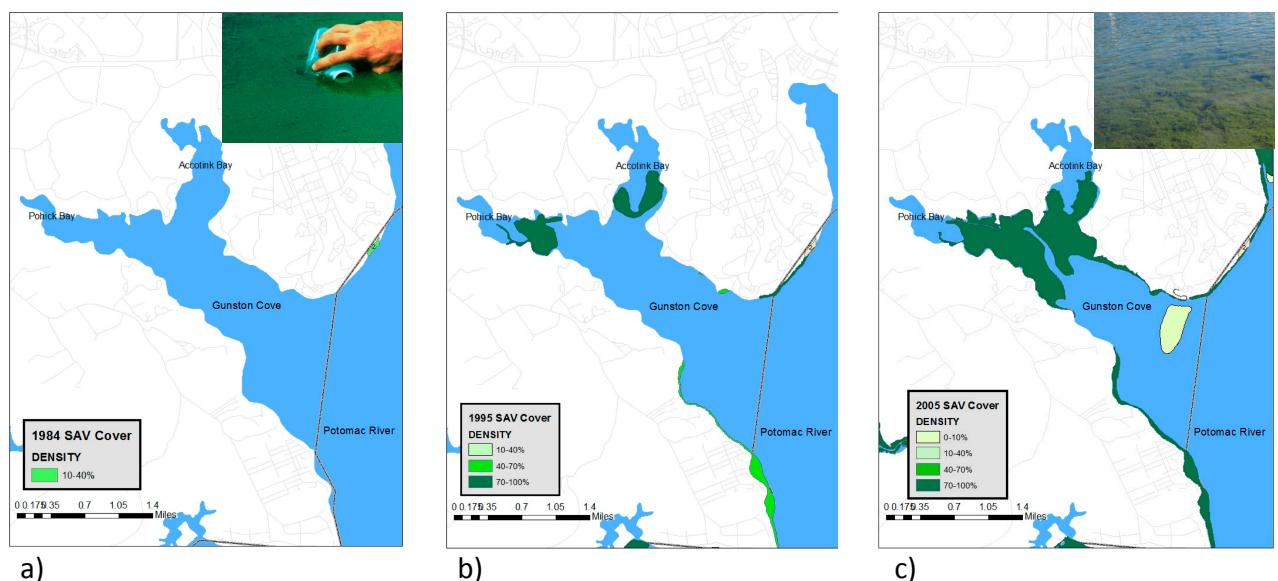 Accotink Bay
Pohick Bay
Gunston Cove
Potomac River
1984 SAV Cover
DENSITY
10-40%
0 0.175 0.35 0.7 1.05 1.4
Miles
a)
Accotink Bay
Pohick Bay
Gunston Cove
Potomac River
1995 SAV Cover
DENSITY
10-40%
40-70%
70-100%
0 0.175 0.35 0.7 1.05 1.4
Miles
b)
Accotink Bay
Pohick Bay
Gunston Cove
Potomac River
2005 SAV Cover
DENSITY
0-10%
10-40%
40-70%
70-100%
0 0.175 0.35 0.7 1.05 1.4
Miles
c)